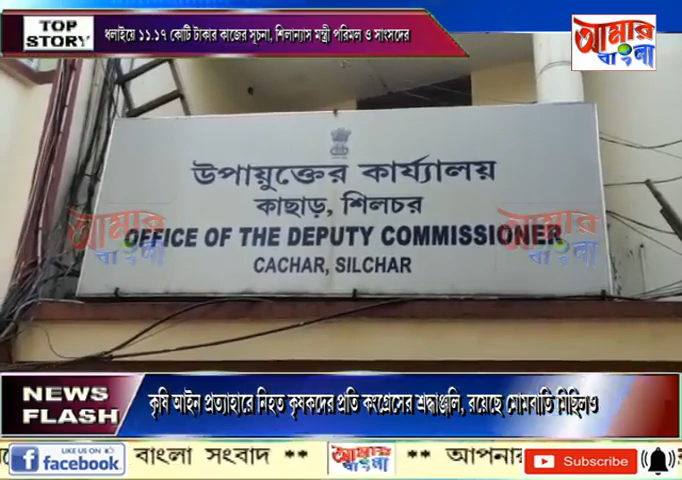 TOP STORY
ধলাইয়ে ১১.১৭ কোটি টাকার কাজের সূচনা, শিলান্যাস মন্ত্রী পরিমল ও সাংসদের
আমার বাংলা
উপায়ুক্তের কার্য্যালয়
কাছাড়, শিলচর
OFFICE OF THE DEPUTY COMMISSIONER
CACHAR, SILCHAR
আমার বাংলা
আমার বাংলা
NEWS FLASH
কৃষি আইন প্রত্যাহারে নিহত কৃষকদের প্রতি কংগ্রেসের শ্রদ্ধাঞ্জলি, রয়েছে মোমবাতি মিছিলও
LIKE US ON
facebook
বাংলা সংবাদ ** আমার বাংলা ** আপনার
Subscribe